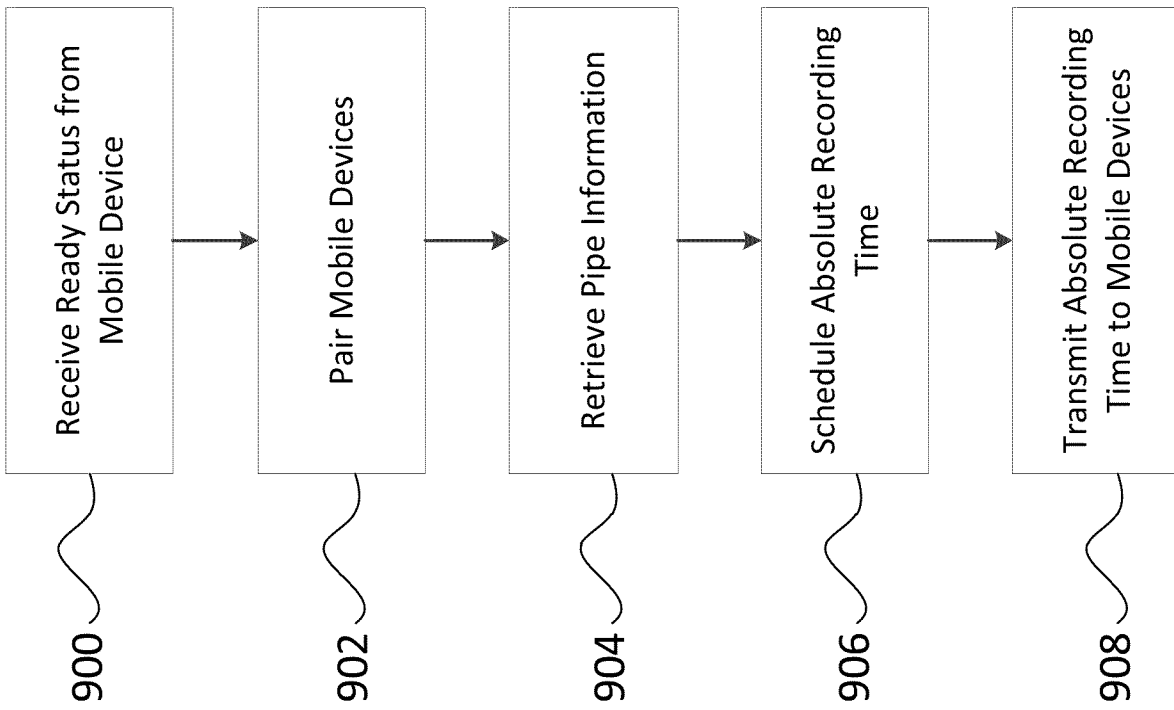 900
Receive Ready Status from
Mobile Device
902
Pair Mobile Devices
904
Retrieve Pipe Information
906
Schedule Absolute Recording
Time
908
Transmit Absolute Recording
Time to Mobile Devices